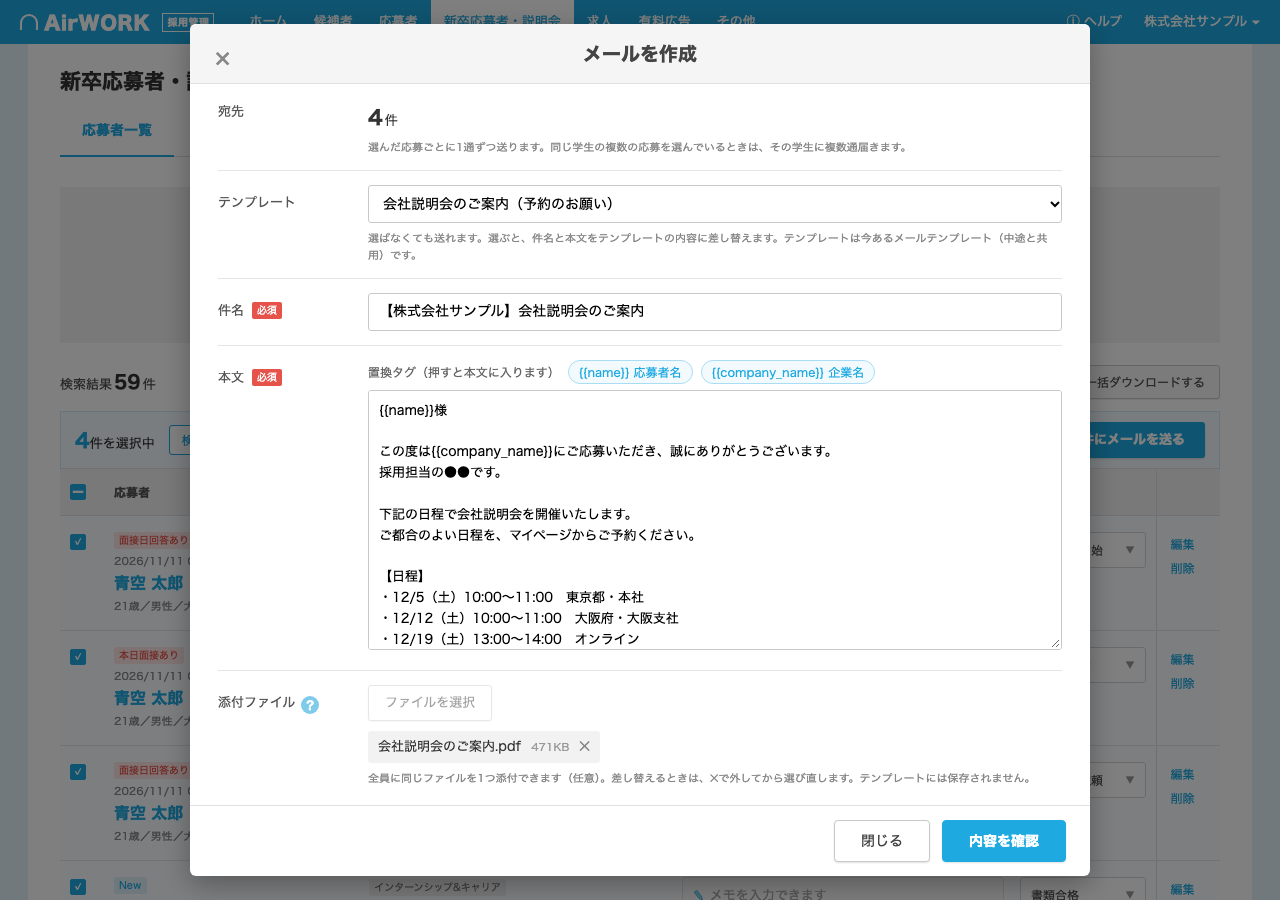 AirWORK 採用管理
ホーム 候補者 応募者 新卒応募者・説明会 求人 有料広告 その他
ヘルプ 株式会社サンプル
新卒応募者・
応募者一覧
メールを作成
宛先
4件
選んだ応募ごとに1通ずつ送ります。同じ学生の複数の応募を選んでいるときは、その学生に複数通届きます。
テンプレート
会社説明会のご案内（予約のお願い）
選ばなくても送れます。選ぶと、件名と本文をテンプレートの内容に差し替えます。テンプレートは今あるメールテンプレート（中途と共
用）です。
件名 必須
【株式会社サンプル】会社説明会のご案内
本文 必須
置換タグ（押すと本文に入ります） {{name}} 応募者名 {{company_name}} 企業名
{{name}}様
この度は{{company_name}}にご応募いただき、誠にありがとうございます。
採用担当の●●です。
下記の日程で会社説明会を開催いたします。
ご都合のよい日程を、マイページからご予約ください。
【日程】
・12/5（土）10:00〜11:00　東京都・本社
・12/12（土）10:00〜11:00　大阪府・大阪支社
・12/19（土）13:00〜14:00　オンライン
添付ファイル ?
ファイルを選択
会社説明会のご案内.pdf 471KB ×
全員に同じファイルを1つ添付できます（任意）。差し替えるときは、×で外してから選び直します。テンプレートには保存されません。
閉じる 内容を確認
検索結果59件
一括ダウンロードする
4件を選択中
件にメールを送る
応募者
面接日回答あり
2026/11/11
青空 太郎
21歳／男性／
始
編集
削除
本日面接あり
2026/11/11
青空 太郎
21歳／男性／
編集
削除
面接日回答あり
2026/11/11
青空 太郎
21歳／男性／
頼
編集
削除
New
インターンシップ&キャリア
メモを入力できます
書類合格
編集